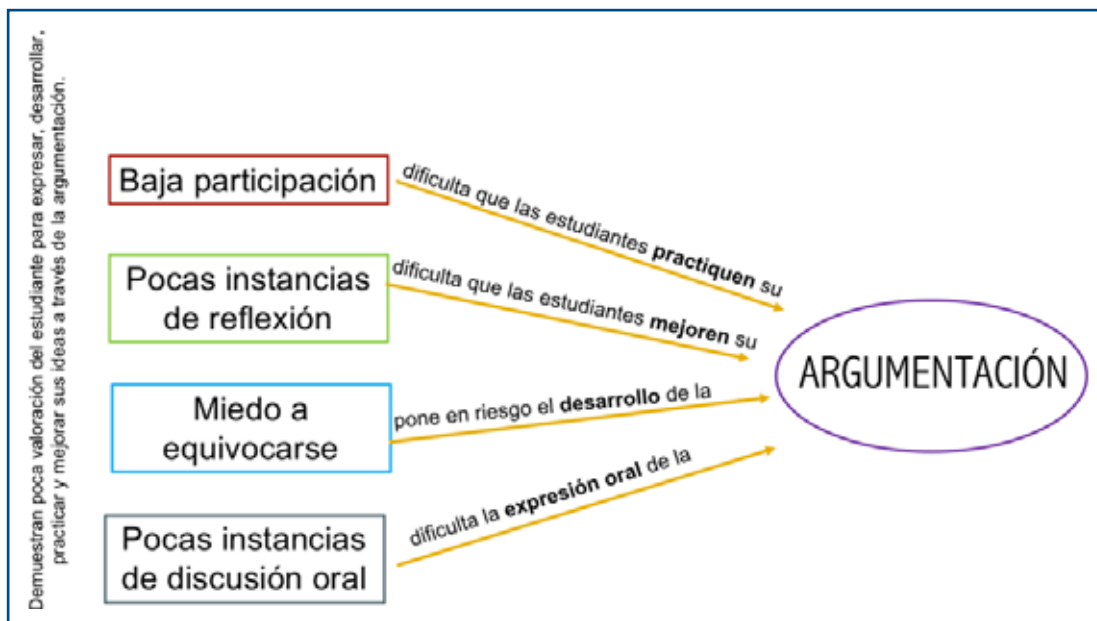 Demuestran poca valoración del estudiante para expresar, desarrollar,
practicar y mejorar sus ideas a través de la argumentación.
Baja participación
dificulta que las estudiantes practiquen su
Pocas instancias
de reflexión
dificulta que las estudiantes mejoren su
Miedo a
equivocarse
pone en riesgo el desarrollo de la
Pocas instancias
de discusión oral
dificulta la expresión oral de la
ARGUMENTACIÓN